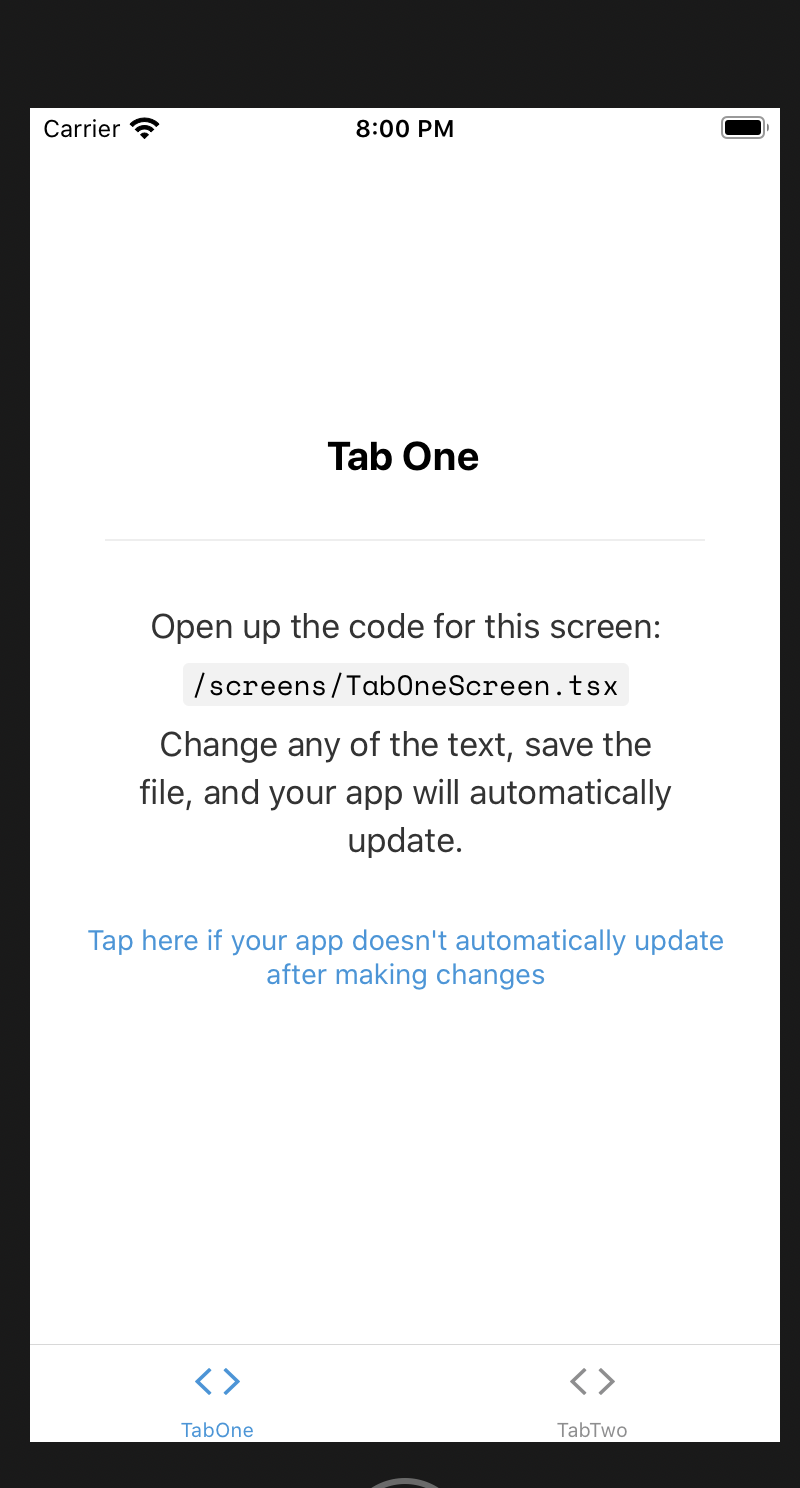 Carrier 8:00 PM
Tab One
Open up the code for this screen:
/screens/TabOneScreen.tsx
Change any of the text, save the
file, and your app will automatically
update.
Tap here if your app doesn't automatically update
after making changes
TabOne TabTwo